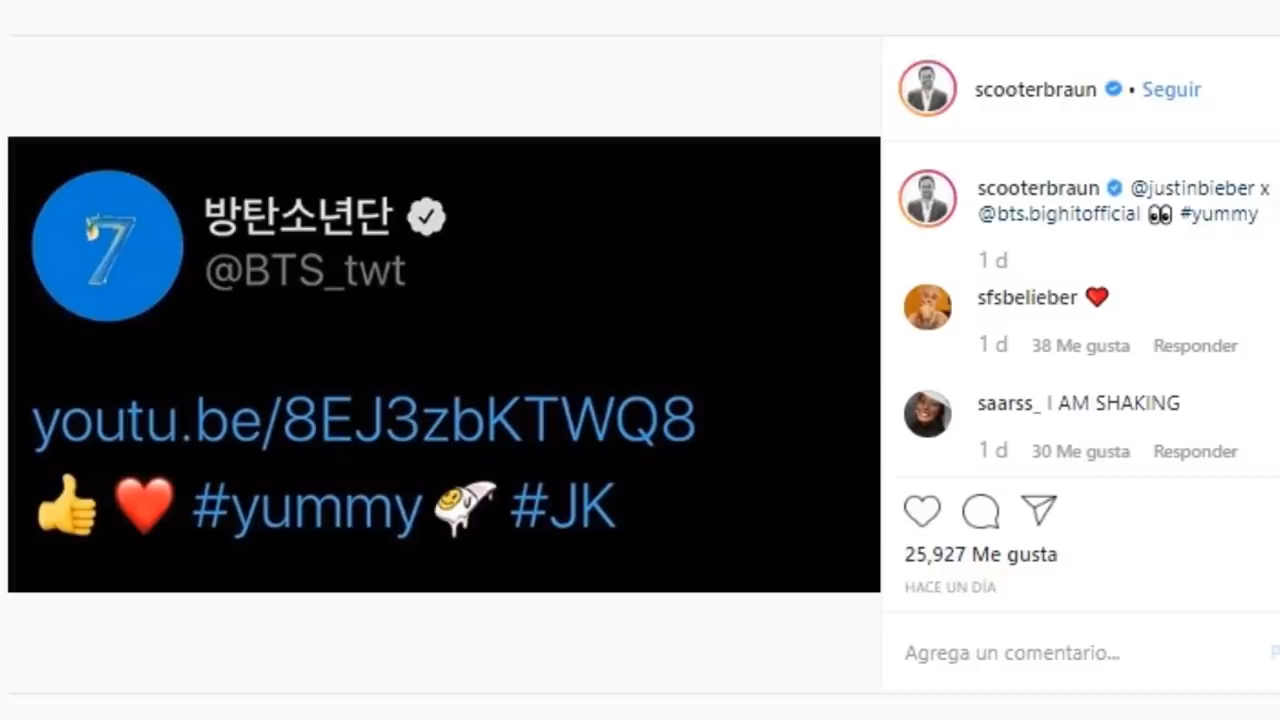 7
방탄소년단
@BTS_twt
youtu.be/8EJ3zbKTWQ8
👍❤️ #yummy #JK
scooterbraun • Seguir
scooterbraun @justinbieber x
@bts.bighitofficial 👀 #yummy
1 d
sfsbelieber ❤️
1 d 38 Me gusta Responder
saarss_ I AM SHAKING
1 d 30 Me gusta Responder
25,927 Me gusta
HACE UN DÍA
Agrega un comentario... P